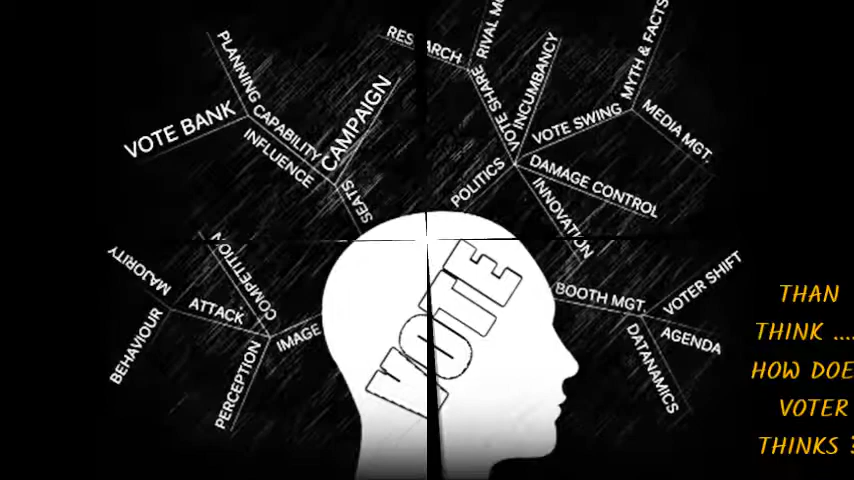 RESEARCH
RIVAL M
MYTH & FACTS
PLANNING
VOTE BANK
CAPABILITY
INFLUENCE
CAMPAIGN
SEATS
VOTE SHARE
INCUMBANCY
VOTE SWING
MEDIA MGT.
POLITICS
DAMAGE CONTROL
INNOVATION
MAJORITY
COMPETITIO
ATTACK
BEHAVIOUR
IMAGE
PERCEPTION
VOTE
BOOTH MGT.
VOTER SHIFT
AGENDA
DATANAMICS
THAN
THINK ....
HOW DOE
VOTER
THINKS ?